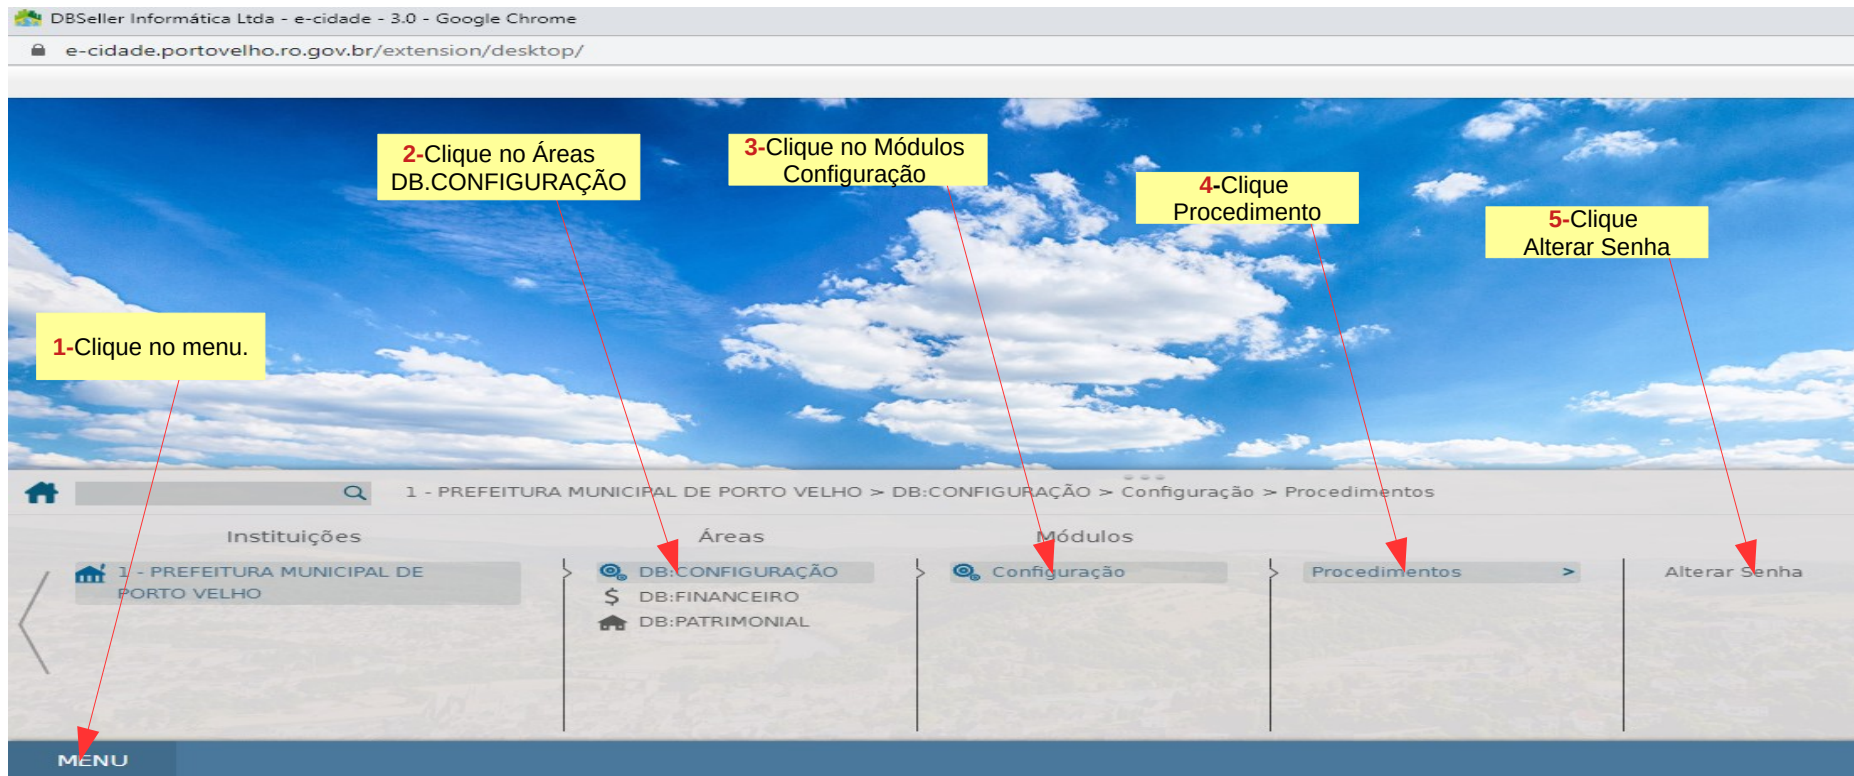 DBSeller Informática Ltda - e-cidade - 3.0 - Google Chrome
e-cidade.portovelho.ro.gov.br/extension/desktop/
2-Clique no Áreas
DB.CONFIGURAÇÃO
3-Clique no Módulos
Configuração
4-Clique
Procedimento
5-Clique
Alterar Senha
1-Clique no menu.
1 - PREFEITURA MUNICIPAL DE PORTO VELHO > DB:CONFIGURAÇÃO > Configuração > Procedimentos
Instituições
Áreas
Módulos
1 - PREFEITURA MUNICIPAL DE
PORTO VELHO
DB:CONFIGURAÇÃO
$ DB:FINANCEIRO
DB:PATRIMONIAL
Configuração
Procedimentos >
Alterar Senha
MENU